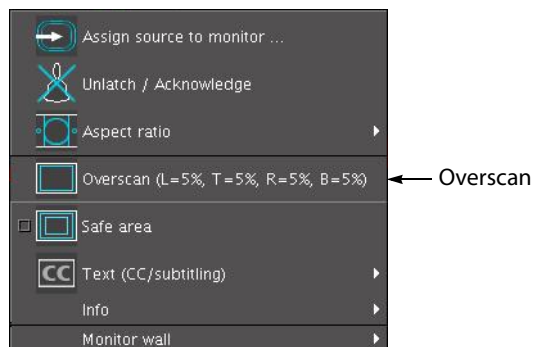 Assign source to monitor ...
Unlatch / Acknowledge
Aspect ratio
Overscan (L=5%, T=5%, R=5%, B=5%)
Overscan
Safe area
CC Text (CC/subtitling)
Info
Monitor wall